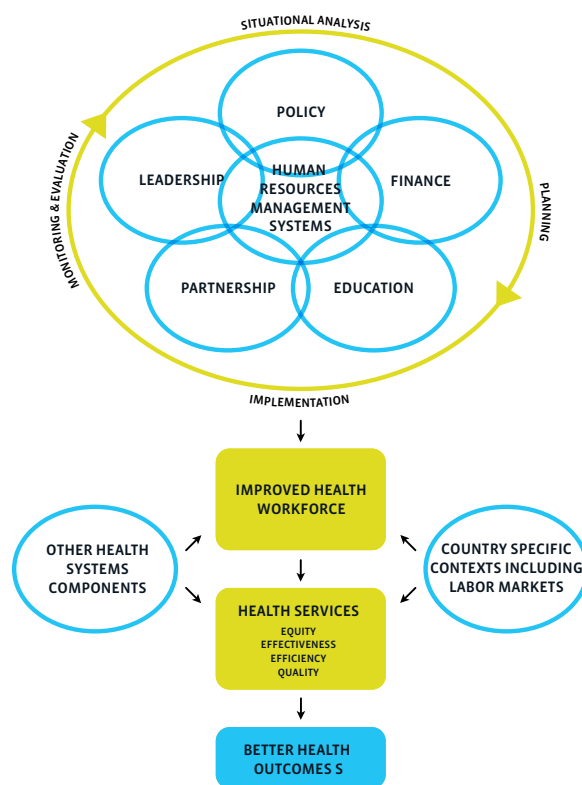 SITUATIONAL ANALYSIS
POLICY
LEADERSHIP
HUMAN
RESOURCES
MANAGEMENT
SYSTEMS
FINANCE
MONITORING & EVALUATION
PLANNING
PARTNERSHIP
EDUCATION
IMPLEMENTATION
IMPROVED HEALTH
WORKFORCE
OTHER HEALTH
SYSTEMS
COMPONENTS
COUNTRY SPECIFIC
CONTEXTS INCLUDING
LABOR MARKETS
HEALTH SERVICES
EQUITY
EFFECTIVENESS
EFFICIENCY
QUALITY
BETTER HEALTH
OUTCOMES S